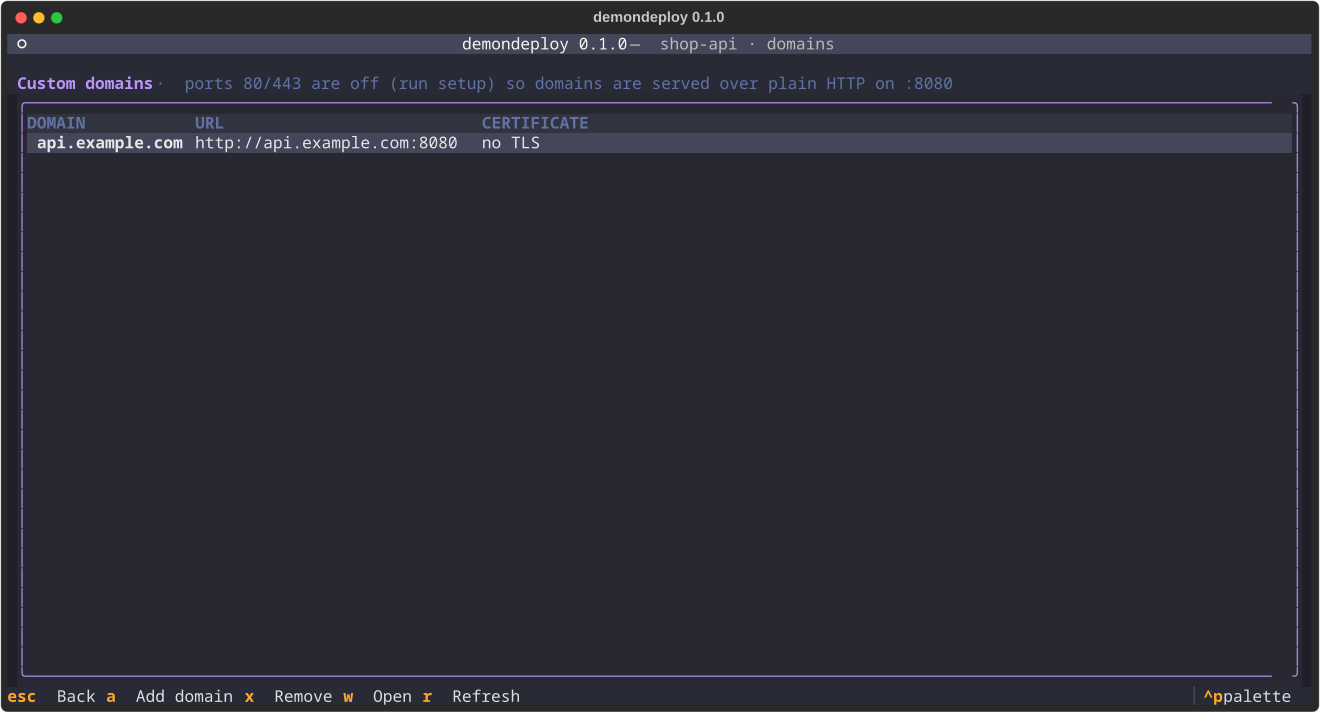 demondeploy 0.1.0
demondeploy 0.1.0 — shop-api · domains
Custom domains · ports 80/443 are off (run setup) so domains are served over plain HTTP on :8080
DOMAIN URL CERTIFICATE
api.example.com http://api.example.com:8080 no TLS
esc Back a Add domain x Remove w Open r Refresh ^p palette